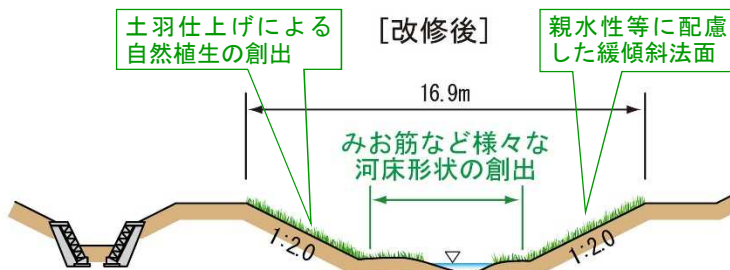 土羽仕上げによる
自然植生の創出
[改修後]
親水性等に配慮
した緩傾斜法面
16.9m
みお筋など様々な
河床形状の創出
1:2.0
1:2.0